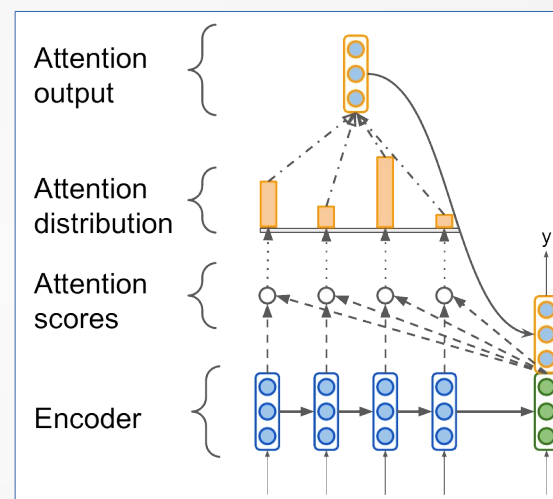 Attention
output
Attention
distribution
y
Attention
scores
Encoder